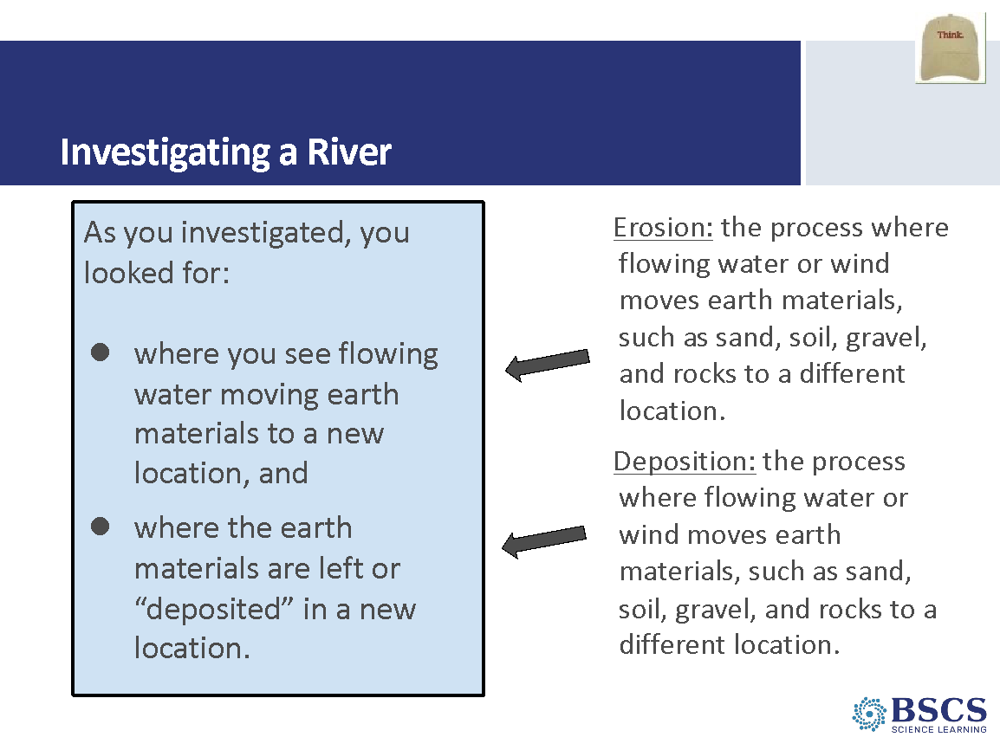 Think.
Investigating a River
As you investigated, you
looked for:
● where you see flowing
water moving earth
materials to a new
location, and
● where the earth
materials are left or
“deposited” in a new
location.
Erosion: the process where
flowing water or wind
moves earth materials,
such as sand, soil, gravel,
and rocks to a different
location.
Deposition: the process
where flowing water or
wind moves earth
materials, such as sand,
soil, gravel, and rocks to a
different location.
BSCS
SCIENCE LEARNING